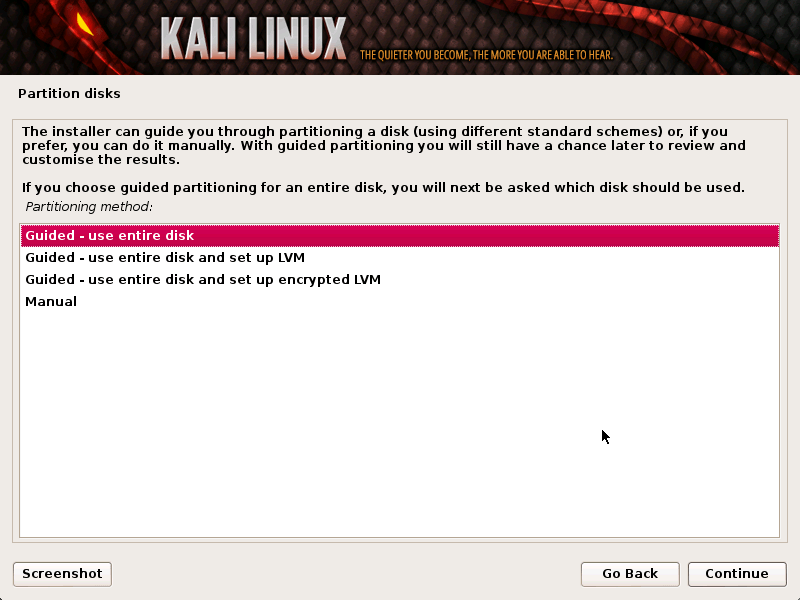 KALI LINUX
THE QUIETER YOU BECOME, THE MORE YOU ARE ABLE TO HEAR.
Partition disks
The installer can guide you through partitioning a disk (using different standard schemes) or, if you
prefer, you can do it manually. With guided partitioning you will still have a chance later to review and
customise the results.
If you choose guided partitioning for an entire disk, you will next be asked which disk should be used.
Partitioning method:
Guided - use entire disk
Guided - use entire disk and set up LVM
Guided - use entire disk and set up encrypted LVM
Manual
Screenshot
Go Back
Continue